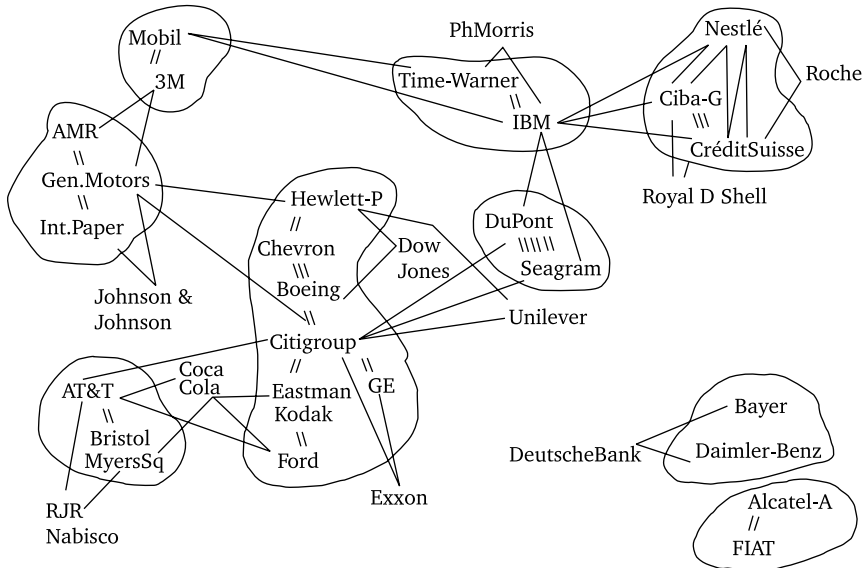 PhMorris
Nestlé
Mobil
Time-Warner
Roche
3M
Ciba-G
IBM
AMR
CréditSuisse
Gen.Motors
Royal D Shell
Hewlett-P
Int.Paper
DuPont
Chevron
Dow
Jones
Seagram
Boeing
Johnson &
Johnson
Unilever
Citigroup
Coca
Cola
AT&T
GE
Eastman
Kodak
Bayer
Bristol
MyersSq
Ford
DeutscheBank
Daimler-Benz
Exxon
RJR
Nabisco
Alcatel-A
FIAT